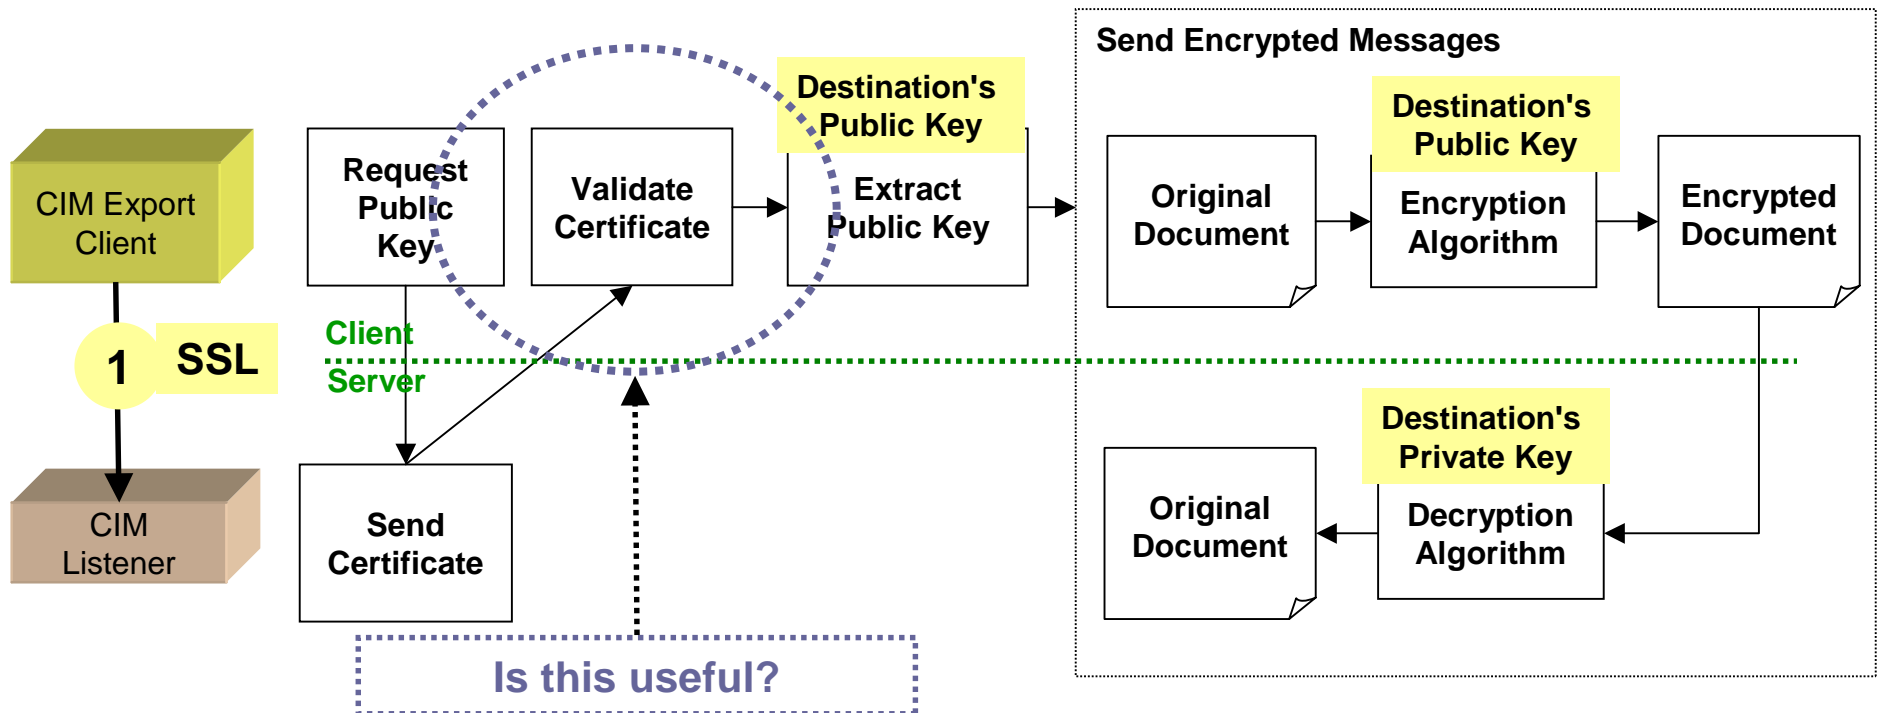 Send Encrypted Messages
CIM Export
Client
1
SSL
CIM
Listener
Request
Public
Key
Validate
Certificate
Destination's
Public Key
Extract
Public Key
Client
Server
Send
Certificate
Is this useful?
Original
Document
Destination's
Public Key
Encryption
Algorithm
Encrypted
Document
Destination's
Private Key
Decryption
Algorithm
Original
Document